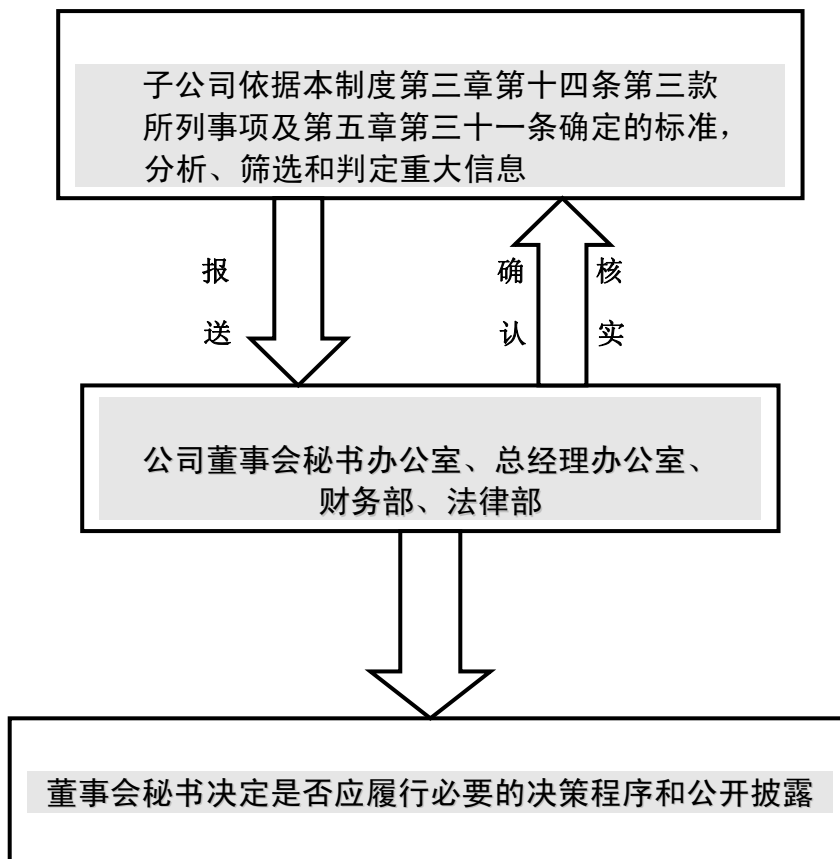 子公司依据本制度第三章第十四条第三款
所列事项及第五章第三十一条确定的标准，
分析、筛选和判定重大信息
报送
确认
核实
公司董事会秘书办公室、总经理办公室、
财务部、法律部
董事会秘书决定是否应履行必要的决策程序和公开披露